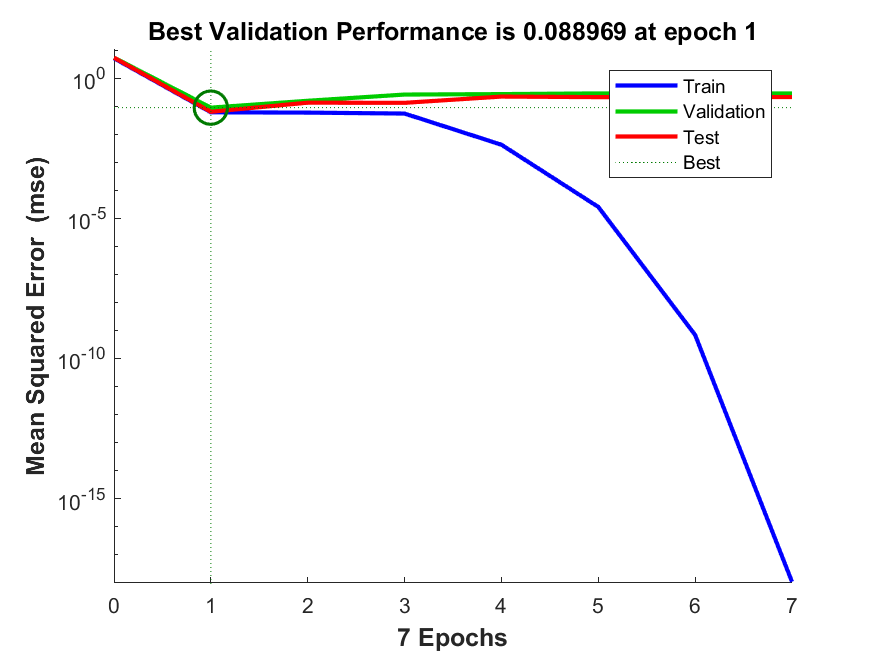 Best Validation Performance is 0.088969 at epoch 1
Mean Squared Error (mse)
10^0
10^-5
10^-10
10^-15
Train
Validation
Test
Best
0 1 2 3 4 5 6 7
7 Epochs